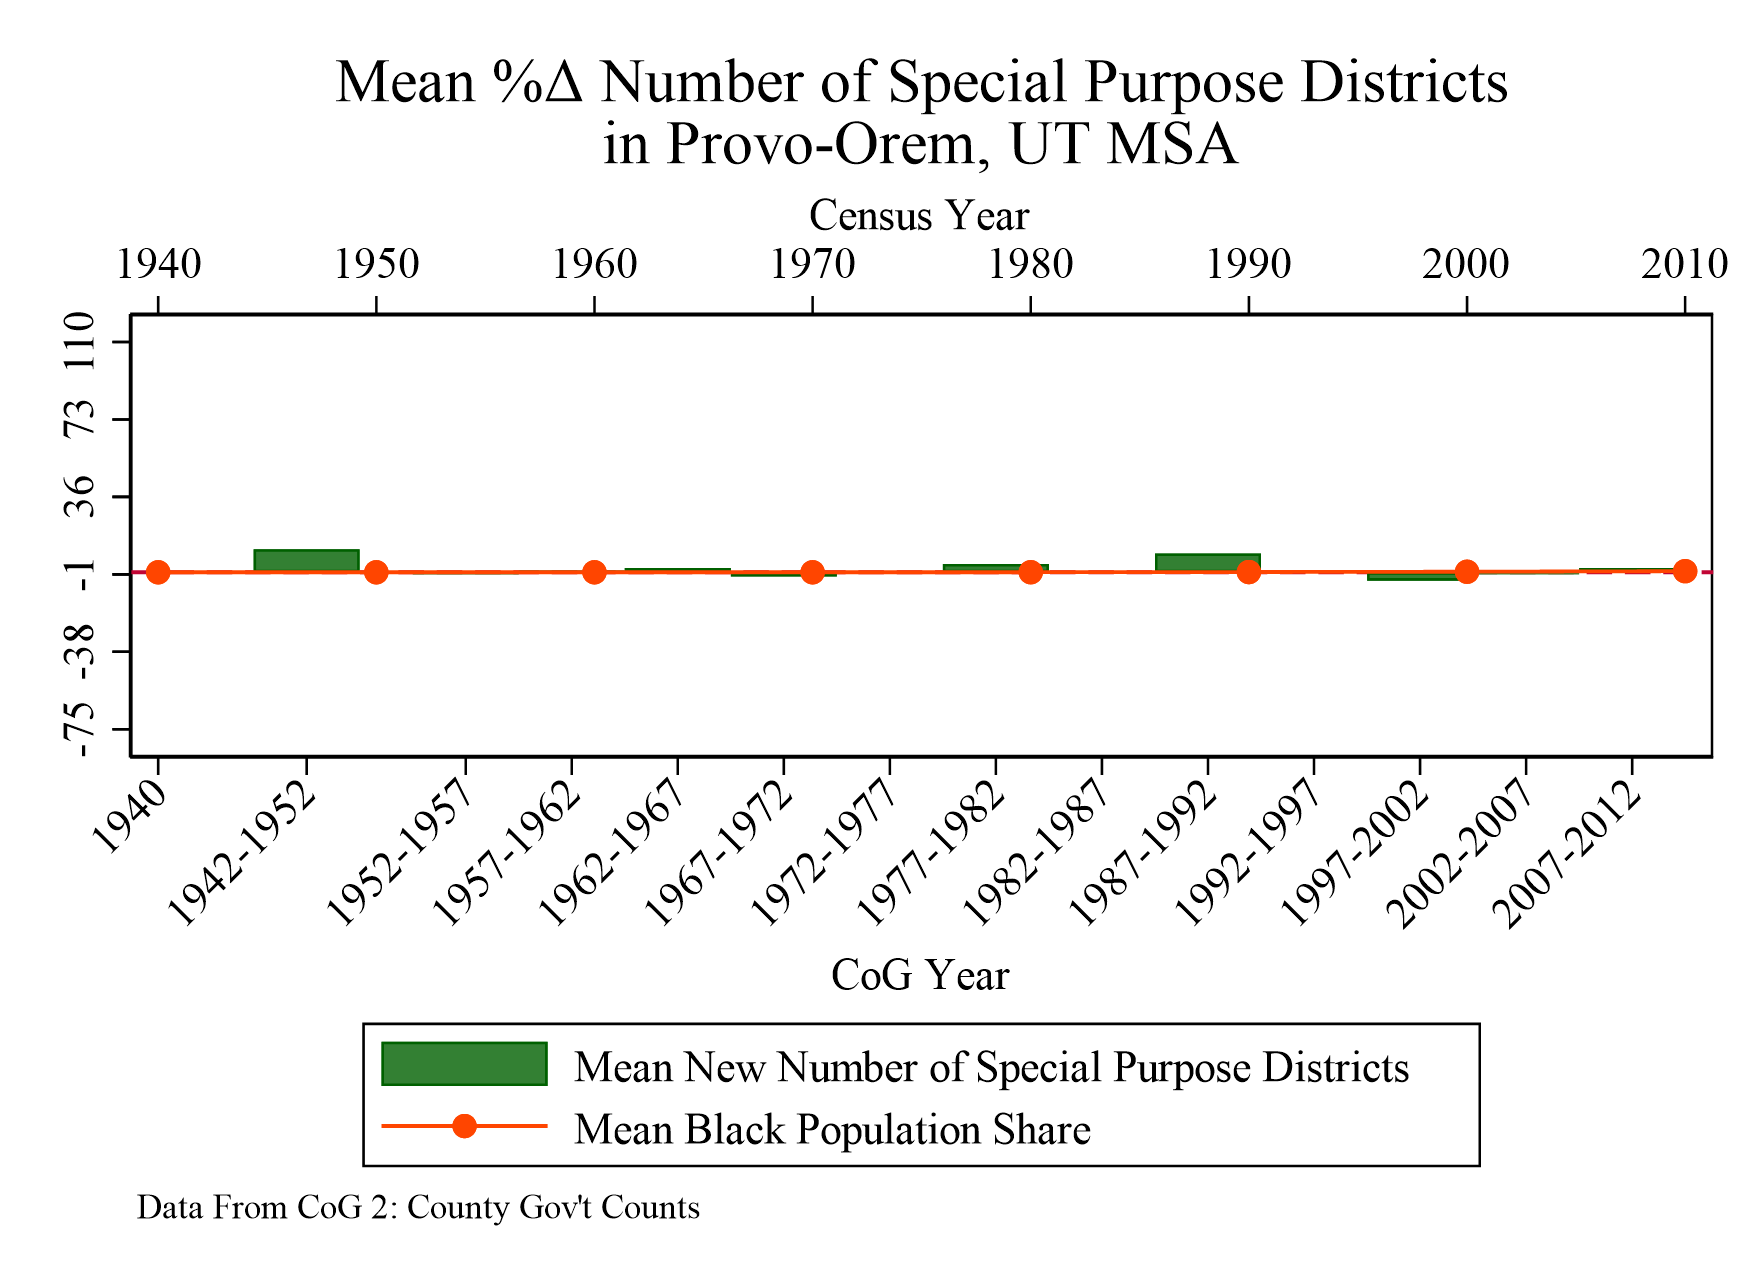 Mean %Δ Number of Special Purpose Districts
in Provo-Orem, UT MSA
Census Year
1940 1950 1960 1970 1980 1990 2000 2010
110
73
36
-1
-38
-75
1940 1942-1952 1952-1957 1957-1962 1962-1967 1967-1972 1972-1977 1977-1982 1982-1987 1987-1992 1992-1997 1997-2002 2002-2007 2007-2012
CoG Year
Mean New Number of Special Purpose Districts
Mean Black Population Share
Data From CoG 2: County Gov't Counts